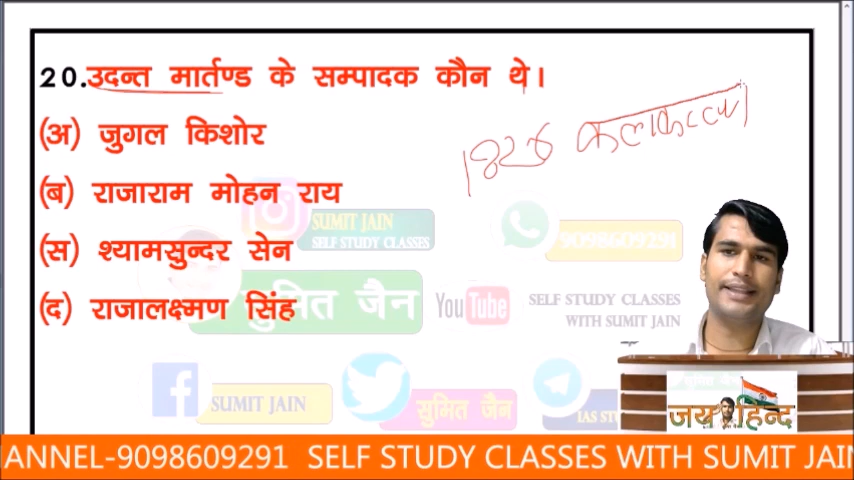 20. उदन्त मार्तण्ड के सम्पादक कौन थे।
(अ) जुगल किशोर
(ब) राजाराम मोहन राय
(स) श्यामसुन्दर सेन
(द) राजालक्ष्मण सिंह
1826
SUMIT JAIN
SELF STUDY CLASSES
9098609291
सुमित जैन
YouTube
SELF STUDY CLASSES
WITH SUMIT JAIN
SUMIT JAIN
सुमित जैन
IAS
जय हिन्द
ANNEL-9098609291 SELF STUDY CLASSES WITH SUMIT JAI